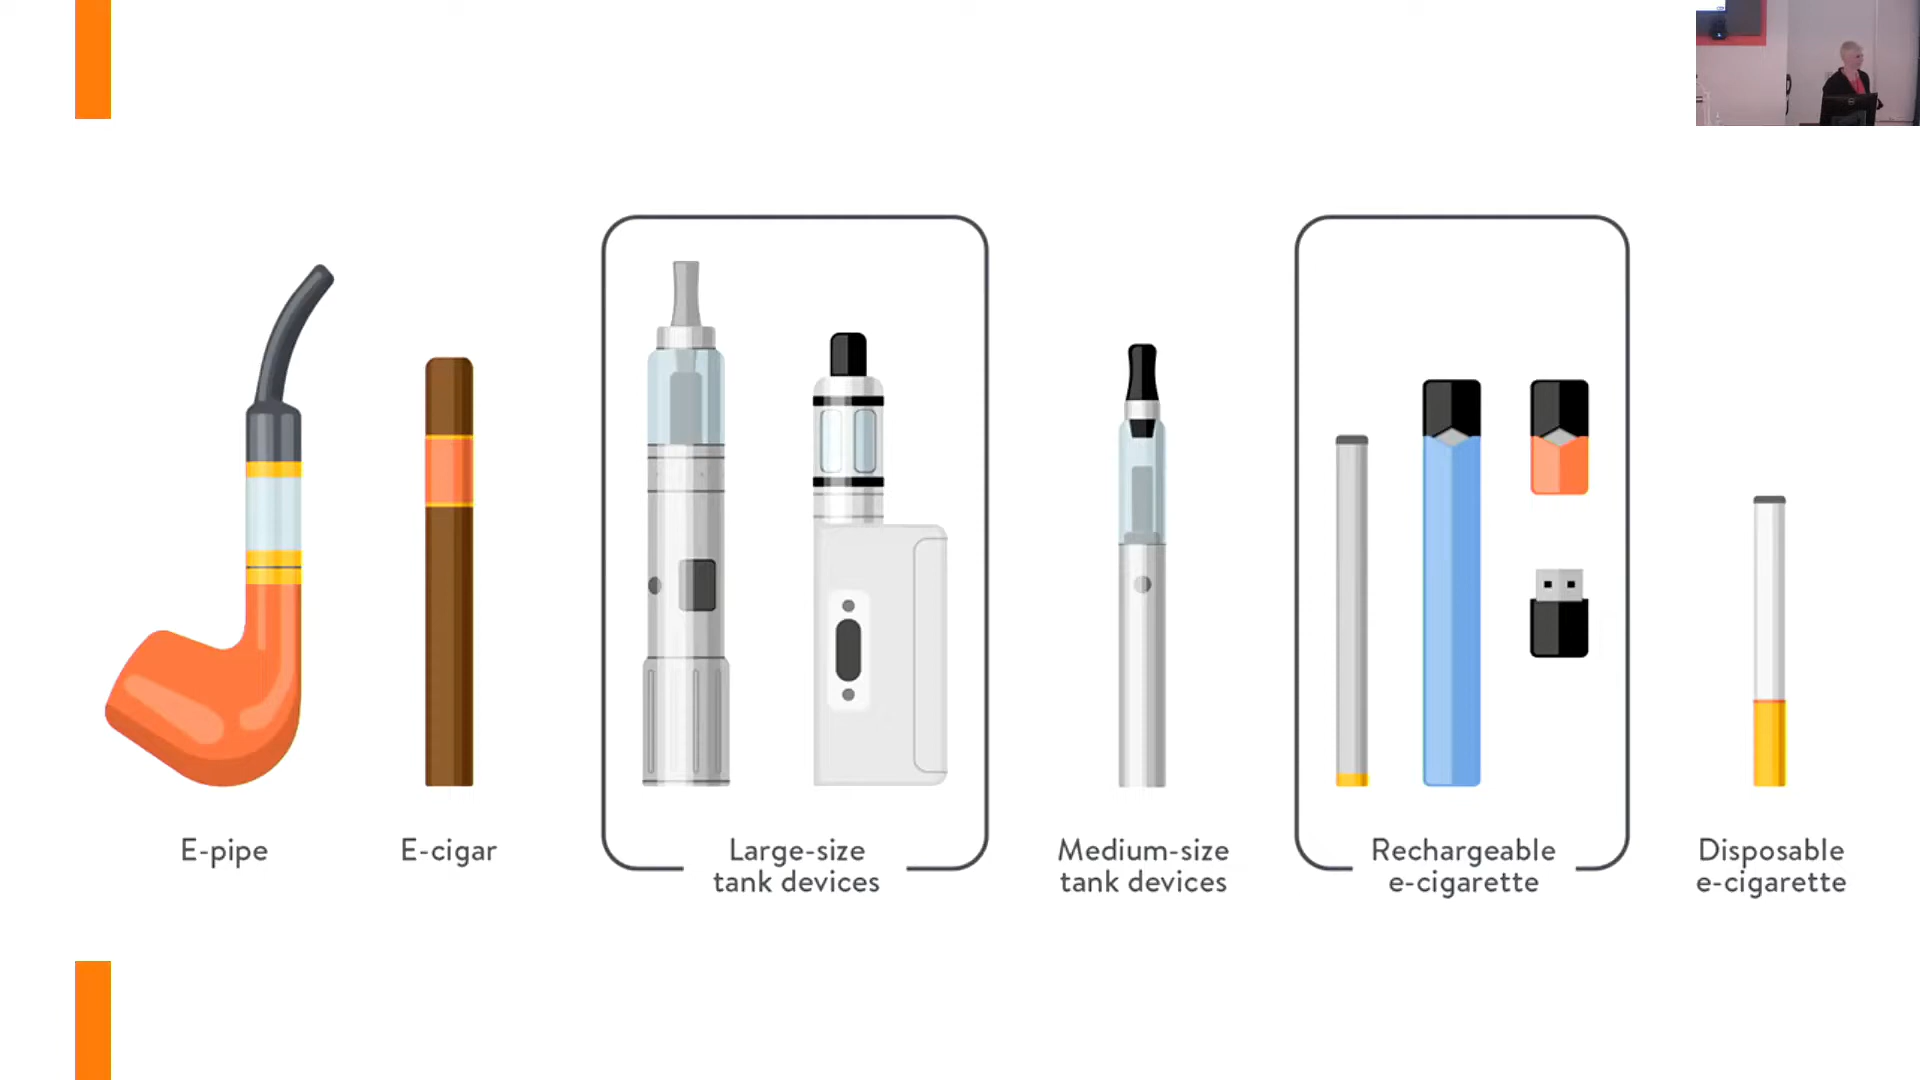 E-pipe
E-cigar
Large-size
tank devices
Medium-size
tank devices
Rechargeable
e-cigarette
Disposable
e-cigarette